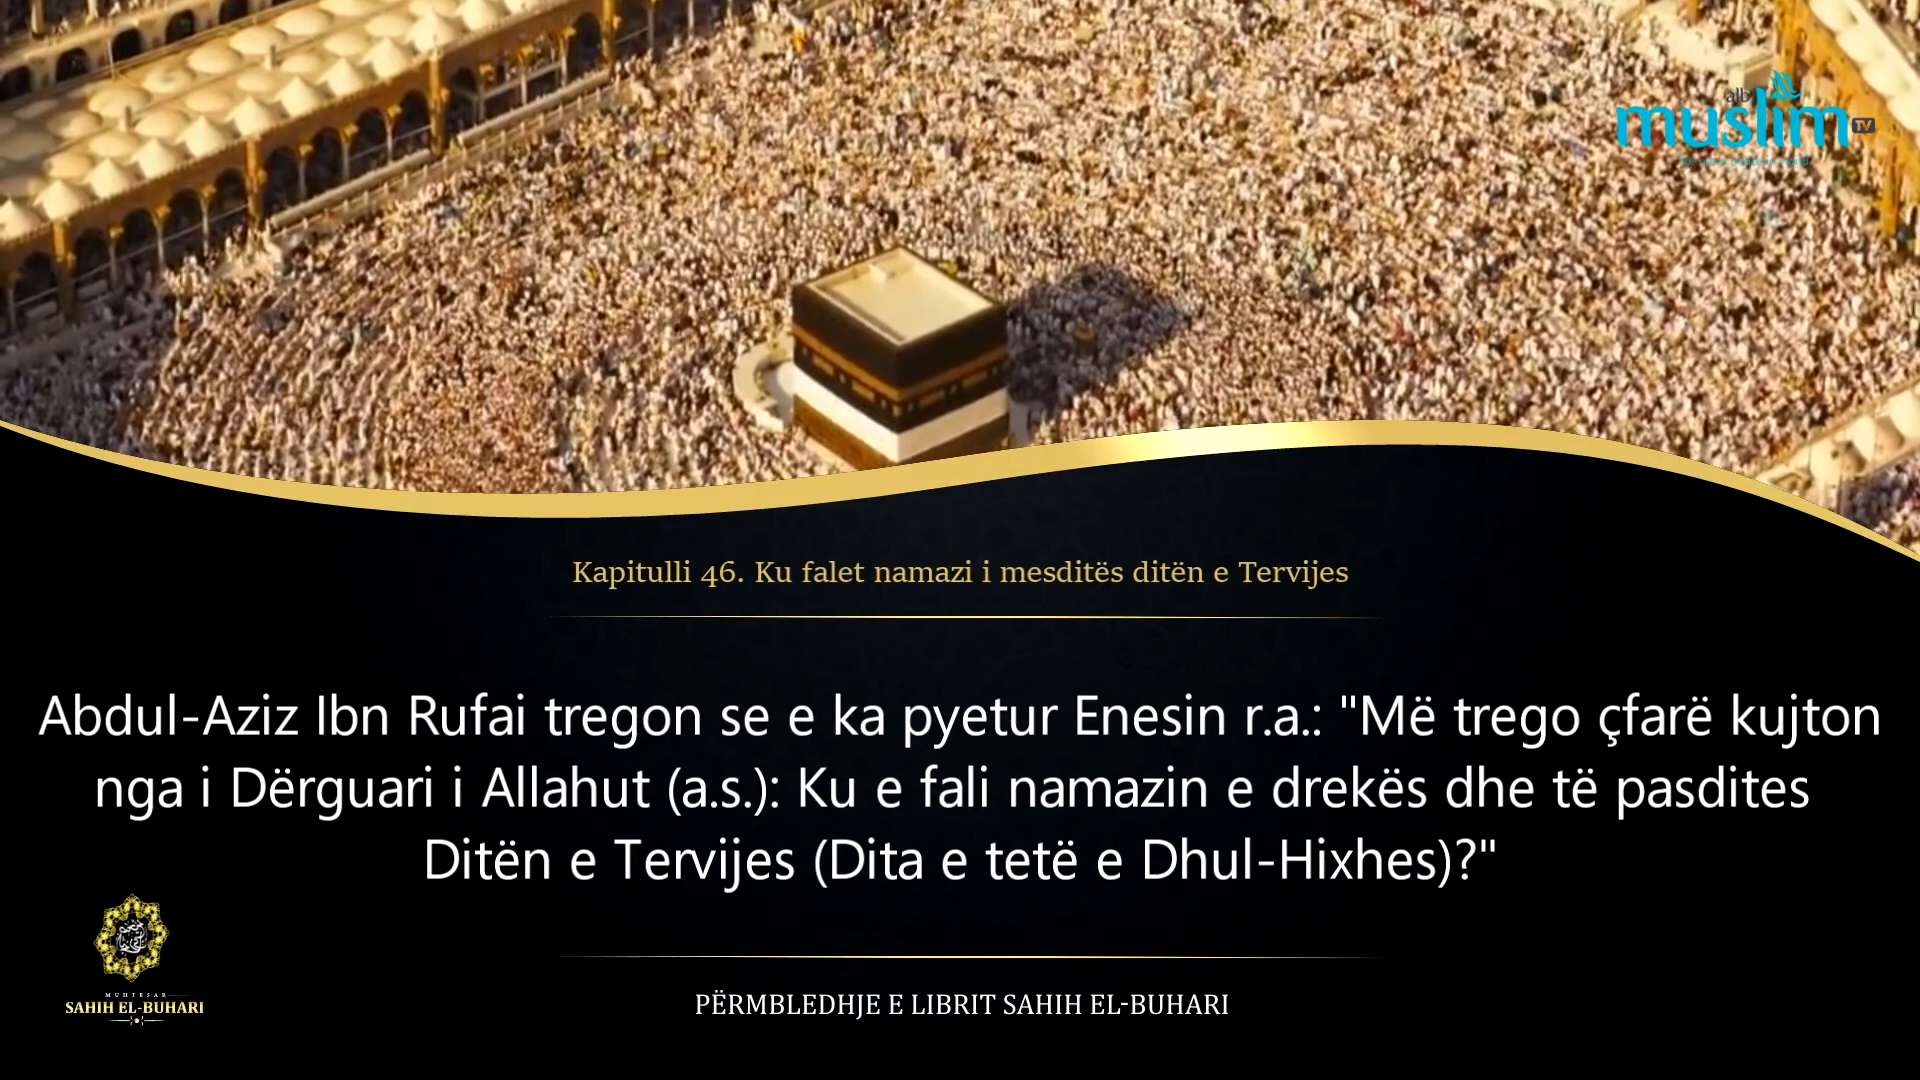 alb
muslim TV
Kapitulli 46. Ku falet namazi i mesditës ditën e Tervijes
Abdul-Aziz Ibn Rufai tregon se e ka pyetur Enesin r.a.: "Më trego çfarë kujton
nga i Dërguari i Allahut (a.s.): Ku e fali namazin e drekës dhe të pasdites
Ditën e Tervijes (Dita e tetë e Dhul-Hixhes)?"
MUHTESAR
SAHIH EL-BUHARI
PËRMBLEDHJE E LIBRIT SAHIH EL-BUHARI